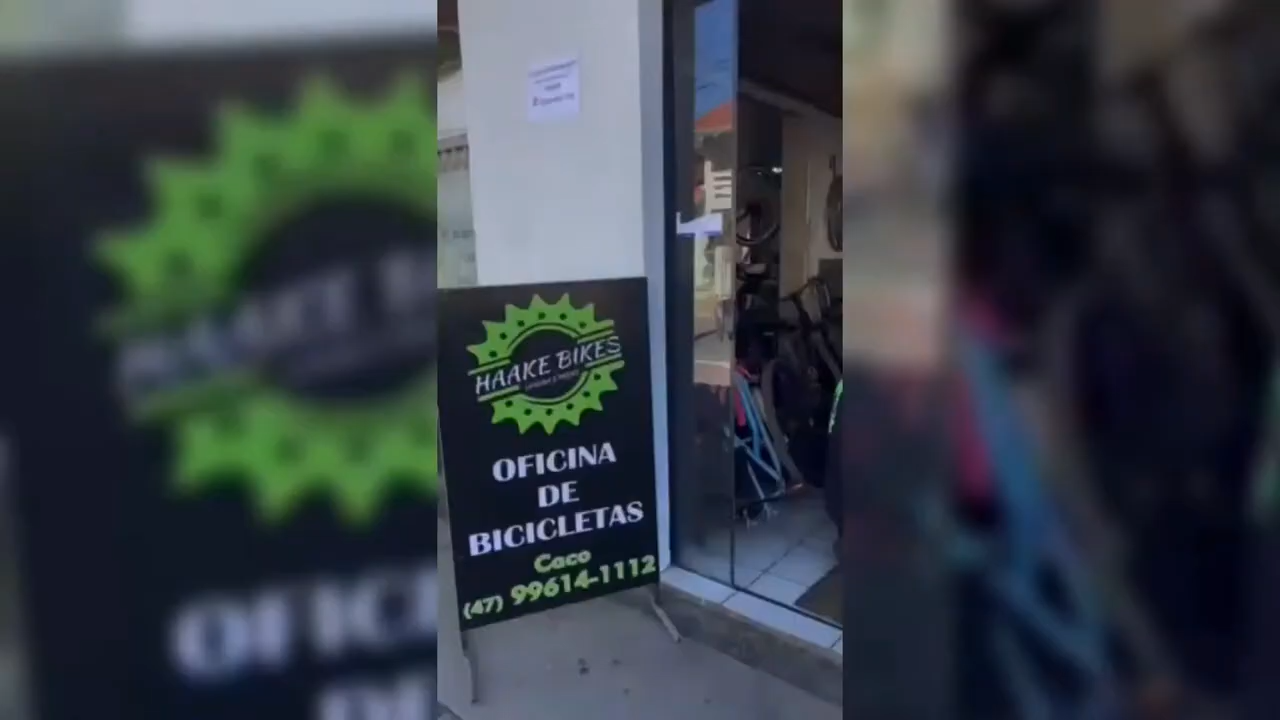 HAAKE BIKES
OFICINA
DE
BICICLETAS
Caco
(47) 99614-1112